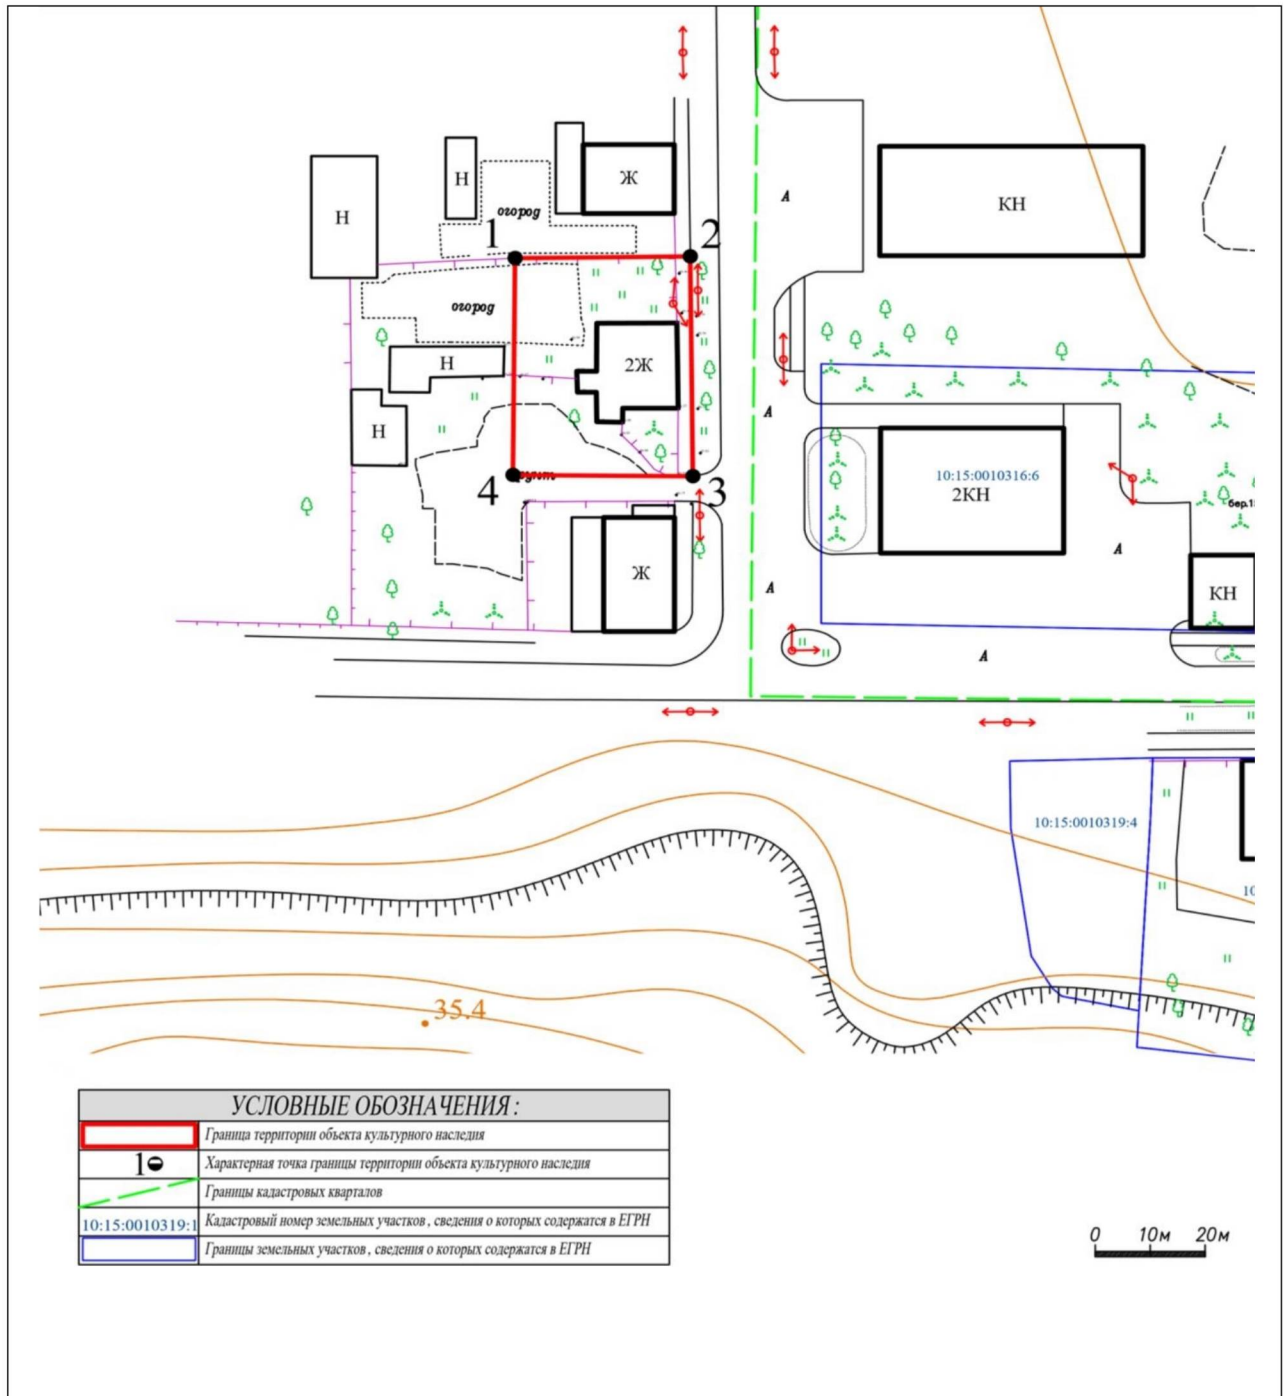 Н
Н
огород
Ж
А
КН
1
2
огород
Н
2Ж
Н
А
4
3
10:15:0010316:6
2КН
А
Ж
А
КН
А
10:15:0010319:4
10
35.4
УСЛОВНЫЕ ОБОЗНАЧЕНИЯ :
Граница территории объекта культурного наследия
1 Характерная точка границы территории объекта культурного наследия
Границы кадастровых кварталов
10:15:0010319:1 Кадастровый номер земельных участков , сведения о которых содержатся в ЕГРН
Границы земельных участков , сведения о которых содержатся в ЕГРН
0 10м 20м